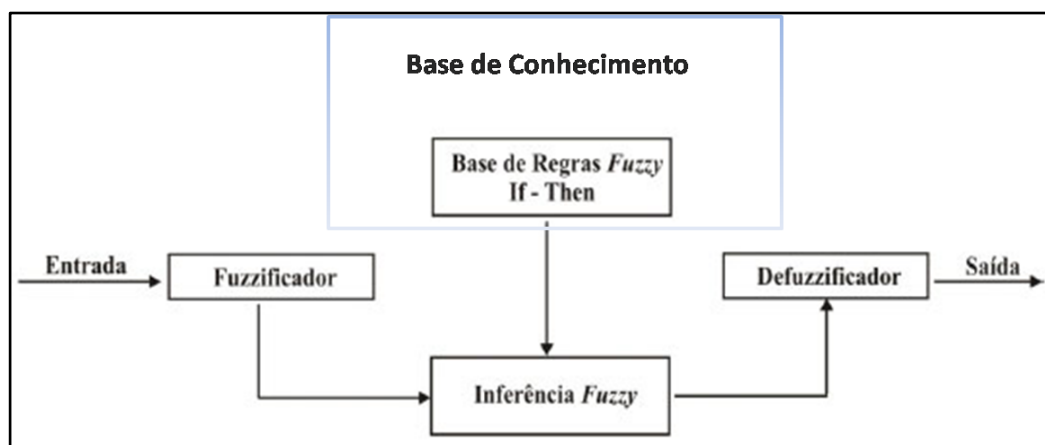 Base de Conhecimento
Base de Regras Fuzzy
If - Then
Entrada
Fuzzificador
Defuzzificador
Saída
Inferência Fuzzy